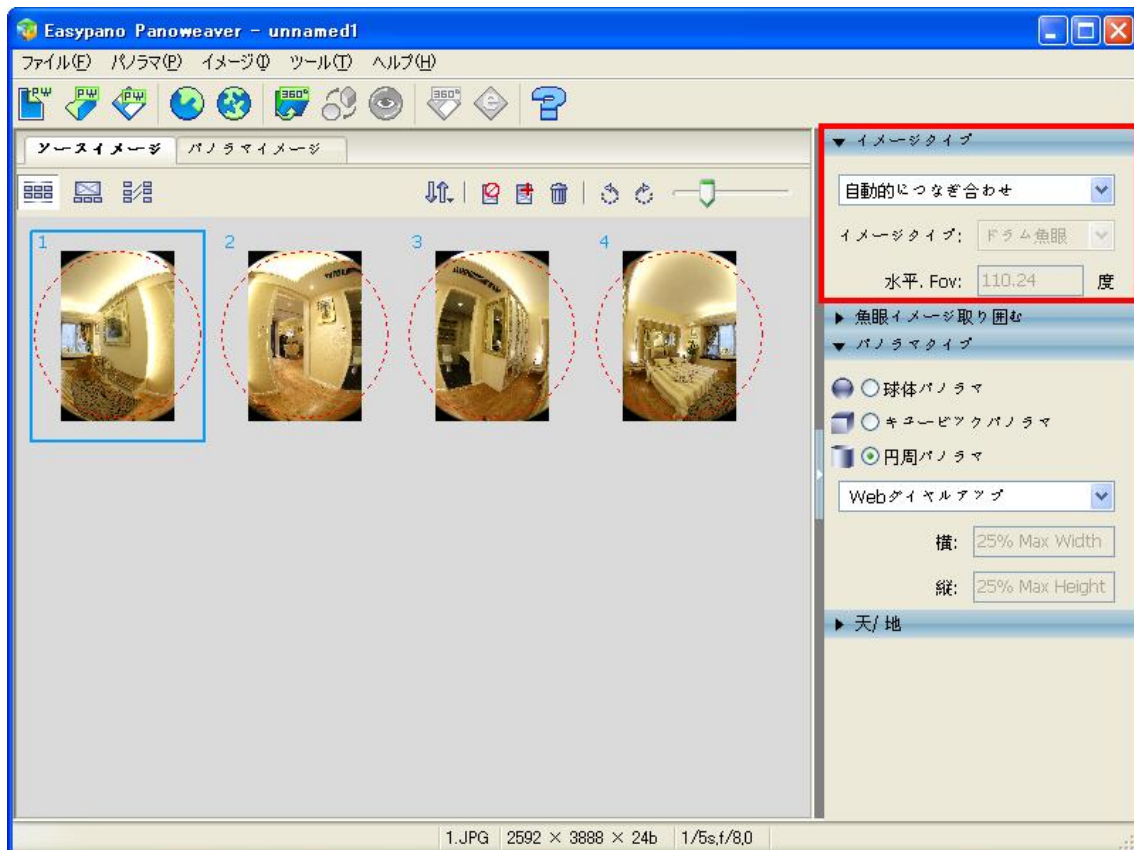 Easypano Panoweaver - unnamed1
ファイル(F) パノラマ(P) イメージ(I) ツール(T) ヘルプ(H)
PW PW PW 360° 360° e ?
ソースイメージ パノラマイメージ
1 2 3 4
▼ イメージタイプ
自動的につなぎ合わせ
イメージタイプ: ドラム魚眼
水平. Fov: 110.24 度
▶ 魚眼イメージ取り囲む
▼ パノラマタイプ
球体パノラマ
キュービックパノラマ
円周パノラマ
Webダイヤルアップ
横: 25% Max Width
縦: 25% Max Height
▶ 天/地
1.JPG 2592 × 3888 × 24b 1/5s,f/8,0